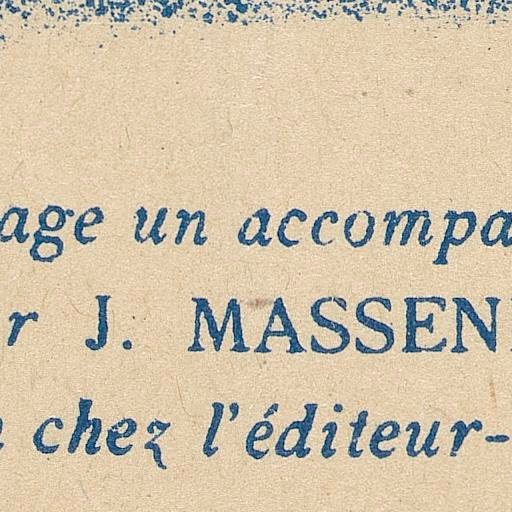 age un accompa
r J. MASSEN
chez l'éditeur-